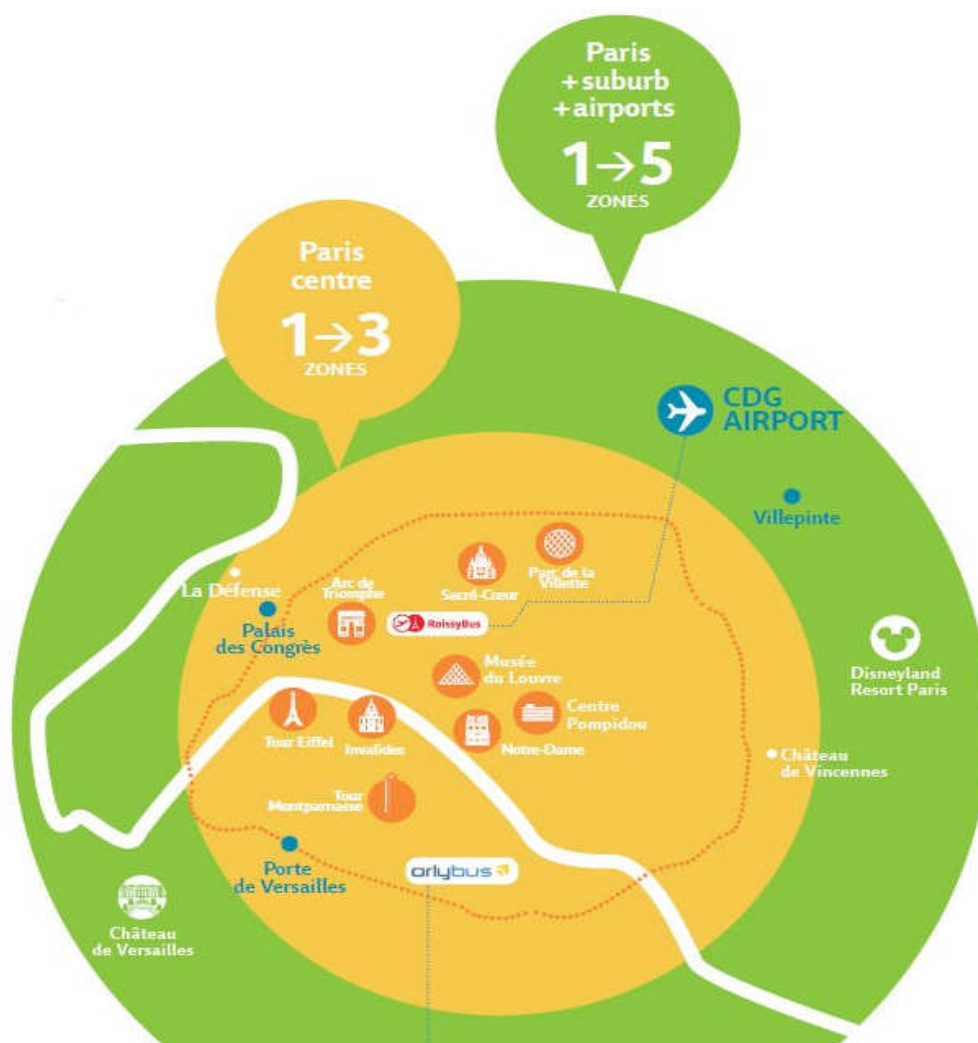 Paris
+suburb
+airports
1→5
ZONES
Paris
centre
1→3
ZONES
CDG
AIRPORT
Villepinte
La Défense
Palais
des Congrès
Arc de
Triomphe
Sacré-Cœur
Parc de la
Villette
RoissyBus
Musée
du Louvre
Disneyland
Resort Paris
Tour Eiffel
Invalides
Notre-Dame
Centre
Pompidou
Château
de Vincennes
Tour
Montparnasse
Porte
de Versailles
orlybus
Château
de Versailles